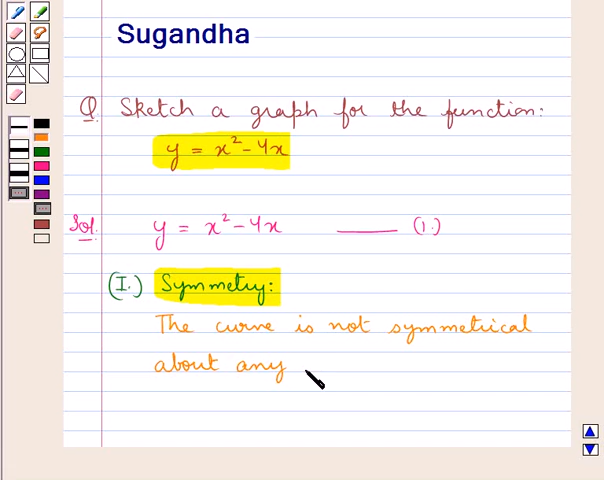 Sugandha
Q. Sketch a graph for the function:
y = x² - 4x
Sol. y = x² - 4x ——— (1.)
(I.) Symmetry:
The curve is not symmetrical
about any